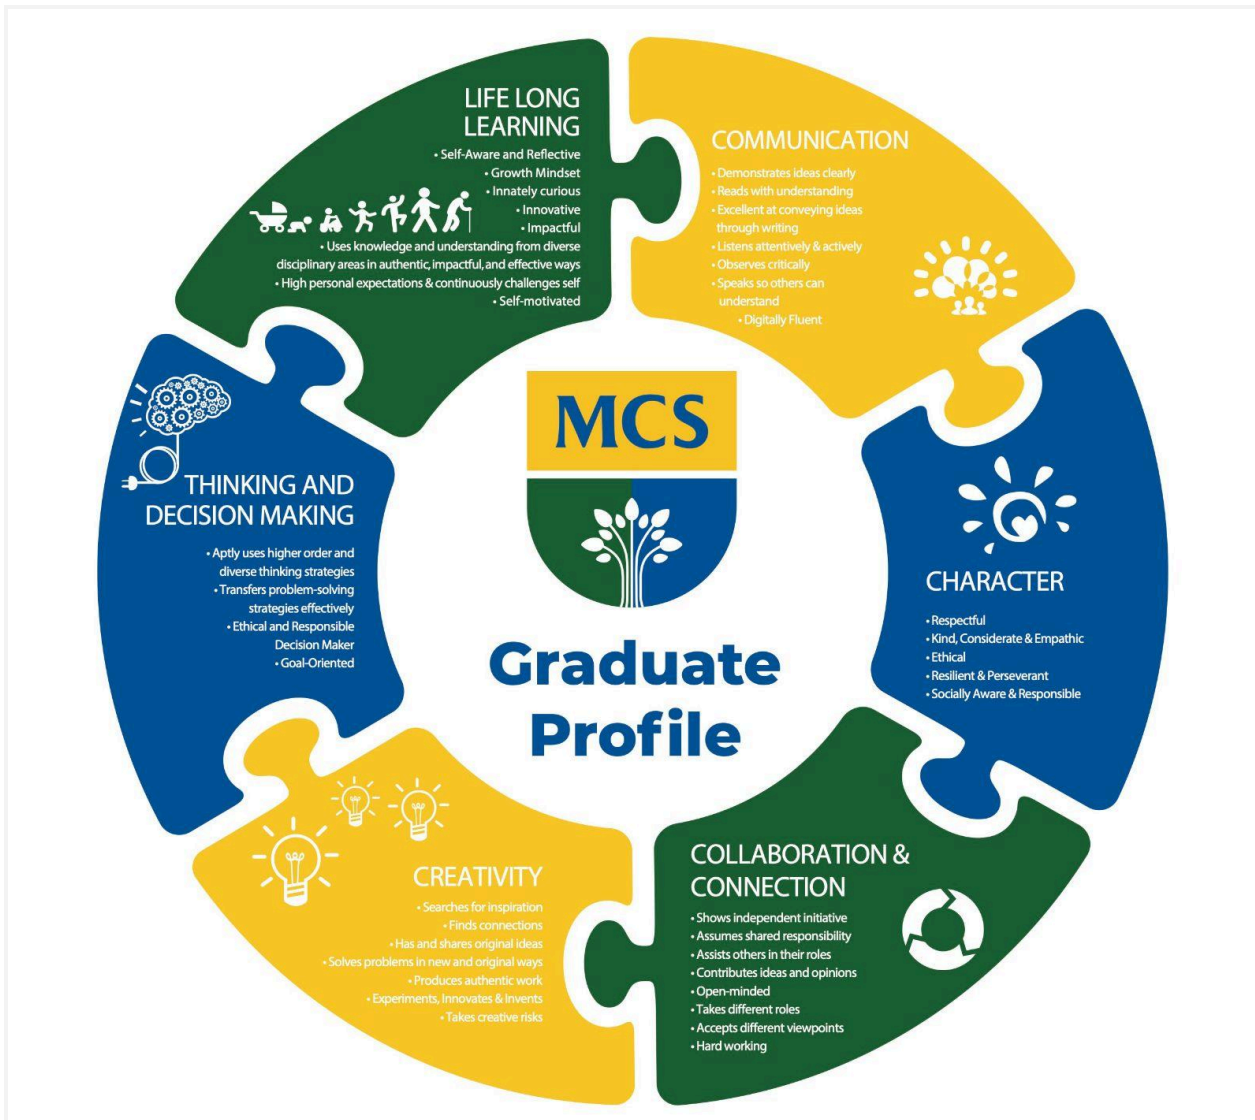 LIFE LONG
LEARNING
• Self-Aware and Reflective
• Growth Mindset
• Innately curious
• Innovative
• Impactful
• Uses knowledge and understanding from diverse
disciplinary areas in authentic, impactful, and effective ways
• High personal expectations & continuously challenges self
• Self-motivated
COMMUNICATION
• Demonstrates ideas clearly
• Reads with understanding
• Excellent at conveying ideas
through writing
• Listens attentively & actively
• Observes critically
• Speaks so others can
understand
• Digitally Fluent
THINKING AND
DECISION MAKING
• Aptly uses higher order and
diverse thinking strategies
• Transfers problem-solving
strategies effectively
• Ethical and Responsible
Decision Maker
• Goal-Oriented
MCS
Graduate
Profile
CHARACTER
• Respectful
• Kind, Considerate & Empathic
• Ethical
• Resilient & Perseverant
• Socially Aware & Responsible
CREATIVITY
• Searches for inspiration
• Finds connections
• Has and shares original ideas
• Solves problems in new and original ways
• Produces authentic work
• Experiments, Innovates & Invents
• Takes creative risks
COLLABORATION &
CONNECTION
• Shows independent initiative
• Assumes shared responsibility
• Assists others in their roles
• Contributes ideas and opinions
• Open-minded
• Takes different roles
• Accepts different viewpoints
• Hard working